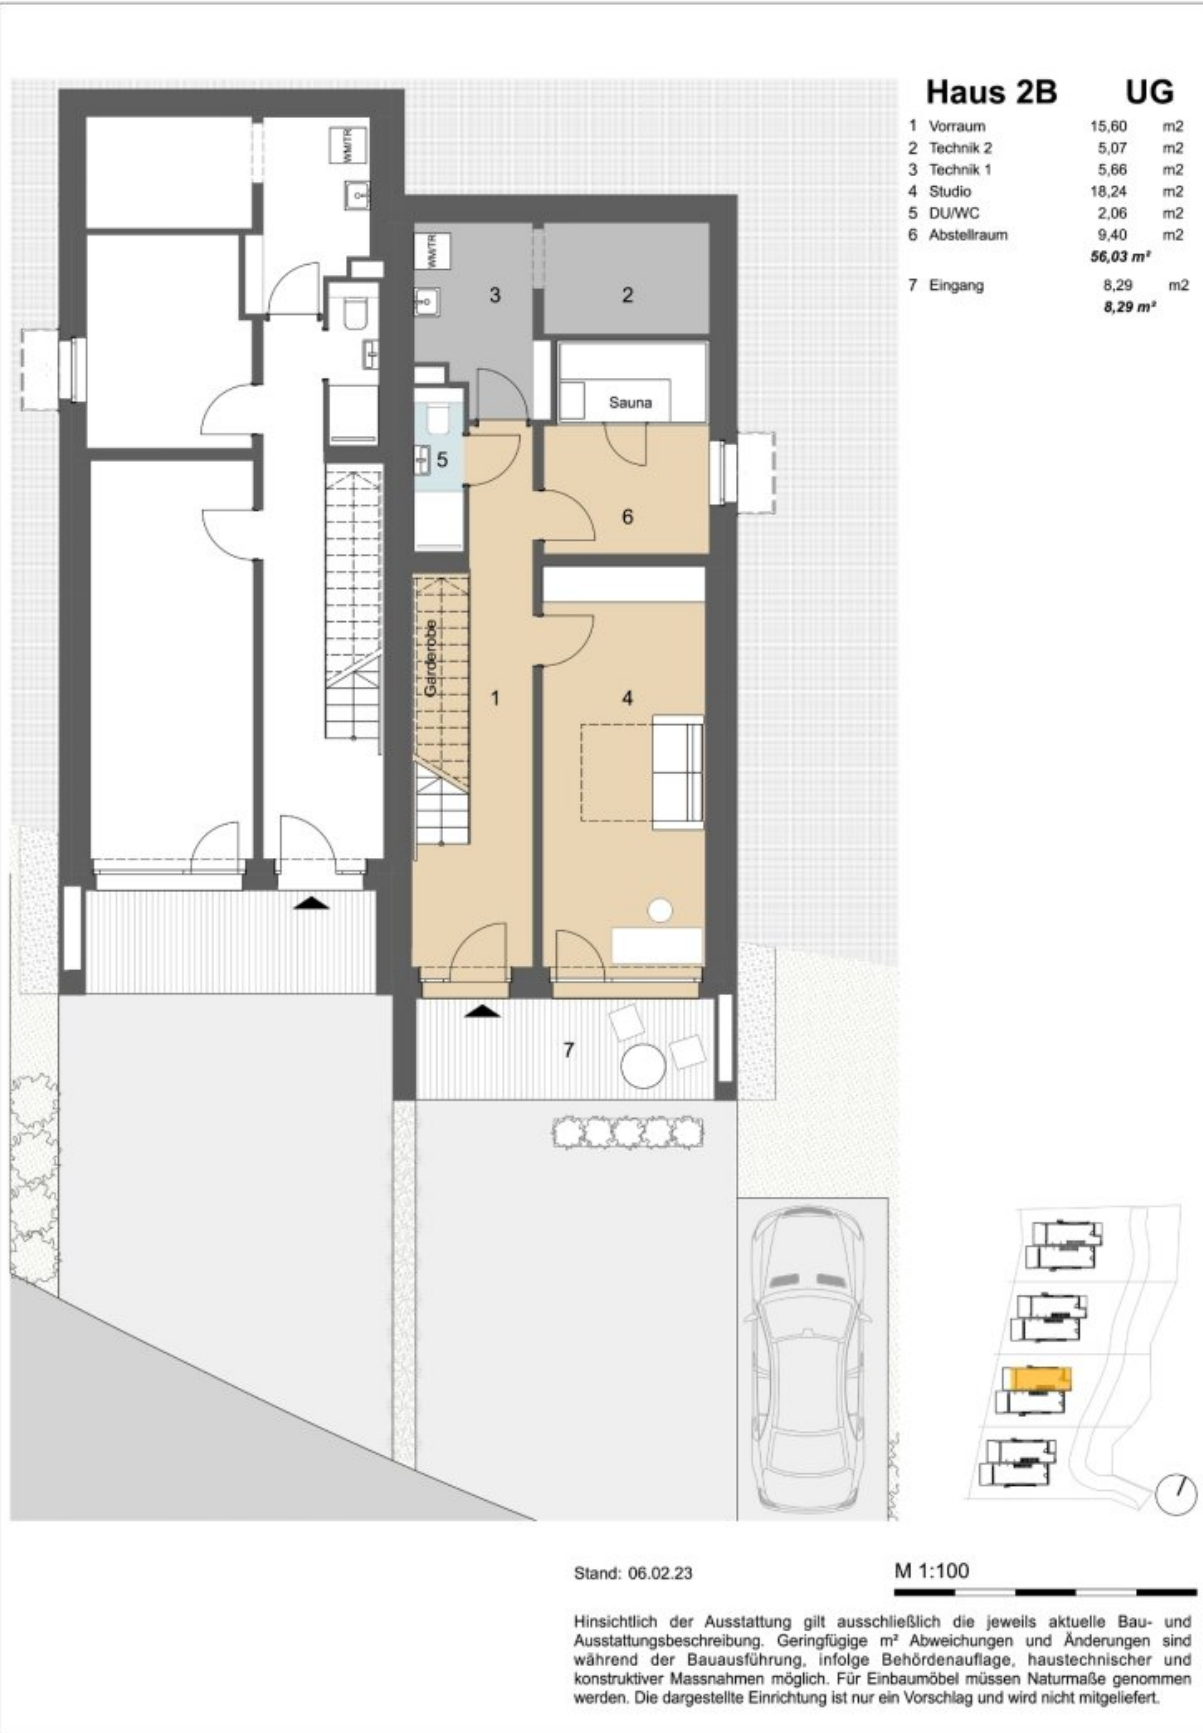 Haus 2B UG
1 Vorraum 15,60 m2
2 Technik 2 5,07 m2
3 Technik 1 5,66 m2
4 Studio 18,24 m2
5 DU/WC 2,06 m2
6 Abstellraum 9,40 m2
56,03 m²
7 Eingang 8,29 m2
8,29 m²
WM/TR
WM/TR
3
2
Sauna
5
6
Garderobe
1
4
7
Stand: 06.02.23
M 1:100
Hinsichtlich der Ausstattung gilt ausschließlich die jeweils aktuelle Bau- und
Ausstattungsbeschreibung. Geringfügige m² Abweichungen und Änderungen sind
während der Bauausführung, infolge Behördenauflage, haustechnischer und
konstruktiver Massnahmen möglich. Für Einbaumöbel müssen Naturmaße genommen
werden. Die dargestellte Einrichtung ist nur ein Vorschlag und wird nicht mitgeliefert.